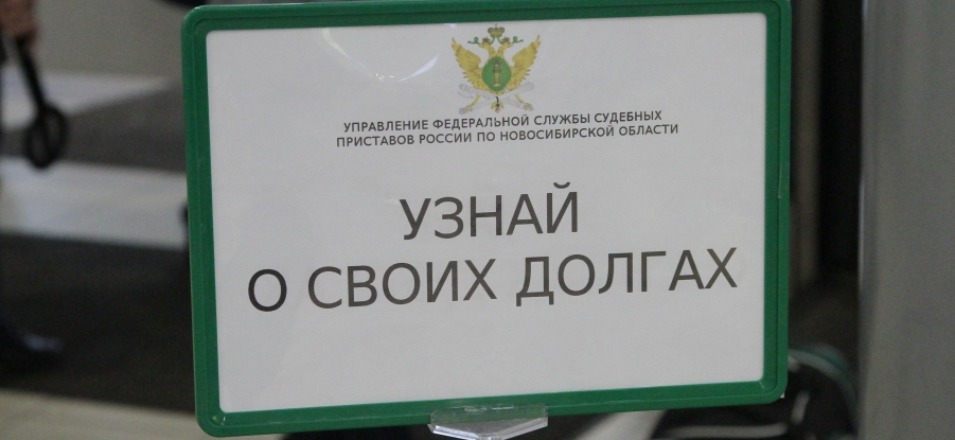 УПРАВЛЕНИЕ ФЕДЕРАЛЬНОЙ СЛУЖБЫ СУДЕБНЫХ
ПРИСТАВОВ РОССИИ ПО НОВОСИБИРСКОЙ ОБЛАСТИ
УЗНАЙ
О СВОИХ ДОЛГАХ